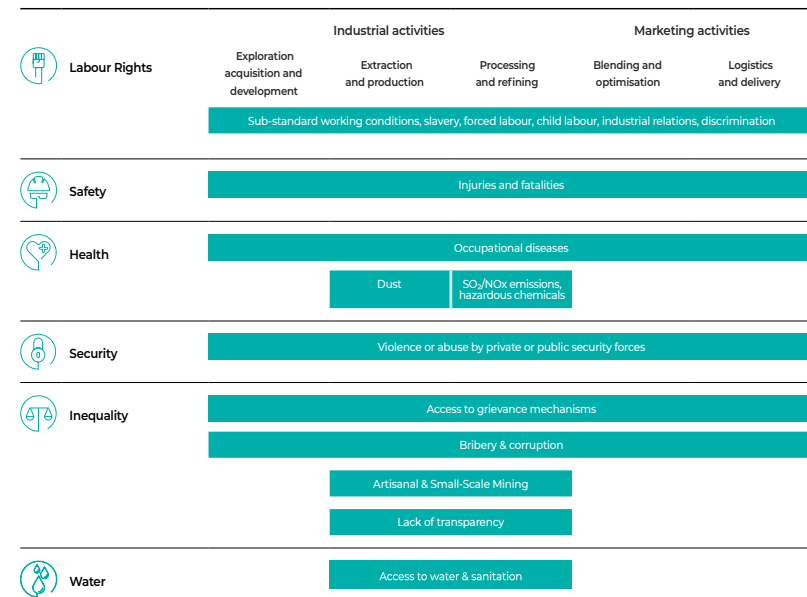 Industrial activities
Marketing activities
Labour Rights
Exploration
acquisition and
development
Extraction
and production
Processing
and refining
Blending and
optimisation
Logistics
and delivery
Sub-standard working conditions, slavery, forced labour, child labour, industrial relations, discrimination
Safety
Injuries and fatalities
Health
Occupational diseases
Dust
SO₂/NOx emissions,
hazardous chemicals
Security
Violence or abuse by private or public security forces
Inequality
Access to grievance mechanisms
Bribery & corruption
Artisanal & Small-Scale Mining
Lack of transparency
Water
Access to water & sanitation